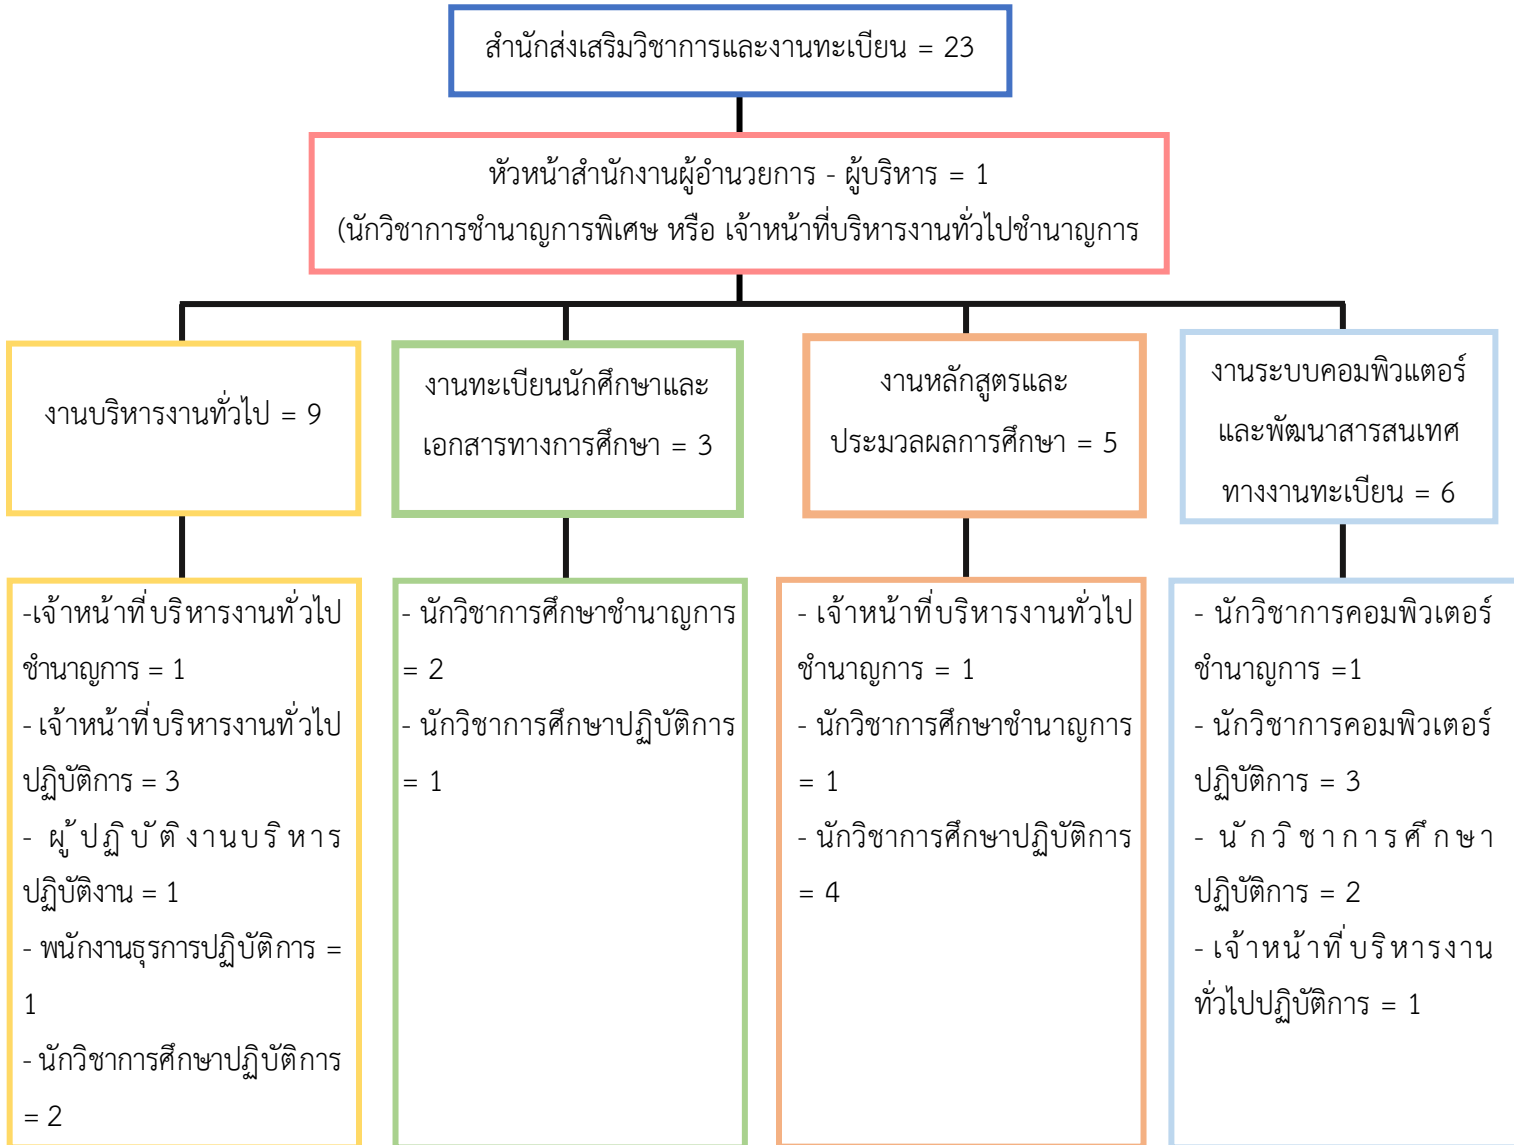 สำนักส่งเสริมวิชาการและงานทะเบียน = 23
หัวหน้าสำนักงานผู้อำนวยการ - ผู้บริหาร = 1
(นักวิชาการชำนาญการพิเศษ หรือ เจ้าหน้าที่บริหารงานทั่วไปชำนาญการ
งานบริหารงานทั่วไป = 9
งานทะเบียนนักศึกษาและ
เอกสารทางการศึกษา = 3
งานหลักสูตรและ
ประมวลผลการศึกษา = 5
งานระบบคอมพิวแตอร์
และพัฒนาสารสนเทศ
ทางงานทะเบียน = 6
-เจ้าหน้าที่บริหารงานทั่วไป
ชำนาญการ = 1
- เจ้าหน้าที่บริหารงานทั่วไป
ปฏิบัติการ = 3
- ผู้ปฏิบัติงานบริหาร
ปฏิบัติงาน = 1
- พนักงานธุรการปฏิบัติการ =
1
- นักวิชาการศึกษาปฏิบัติการ
= 2
- นักวิชาการศึกษาชำนาญการ
= 2
- นักวิชาการศึกษาปฏิบัติการ
= 1
- เจ้าหน้าที่บริหารงานทั่วไป
ชำนาญการ = 1
- นักวิชาการศึกษาชำนาญการ
= 1
- นักวิชาการศึกษาปฏิบัติการ
= 4
- นักวิชาการคอมพิวเตอร์
ชำนาญการ =1
- นักวิชาการคอมพิวเตอร์
ปฏิบัติการ = 3
- นักวิชาการศึกษา
ปฏิบัติการ = 2
- เจ้าหน้าที่บริหารงาน
ทั่วไปปฏิบัติการ = 1